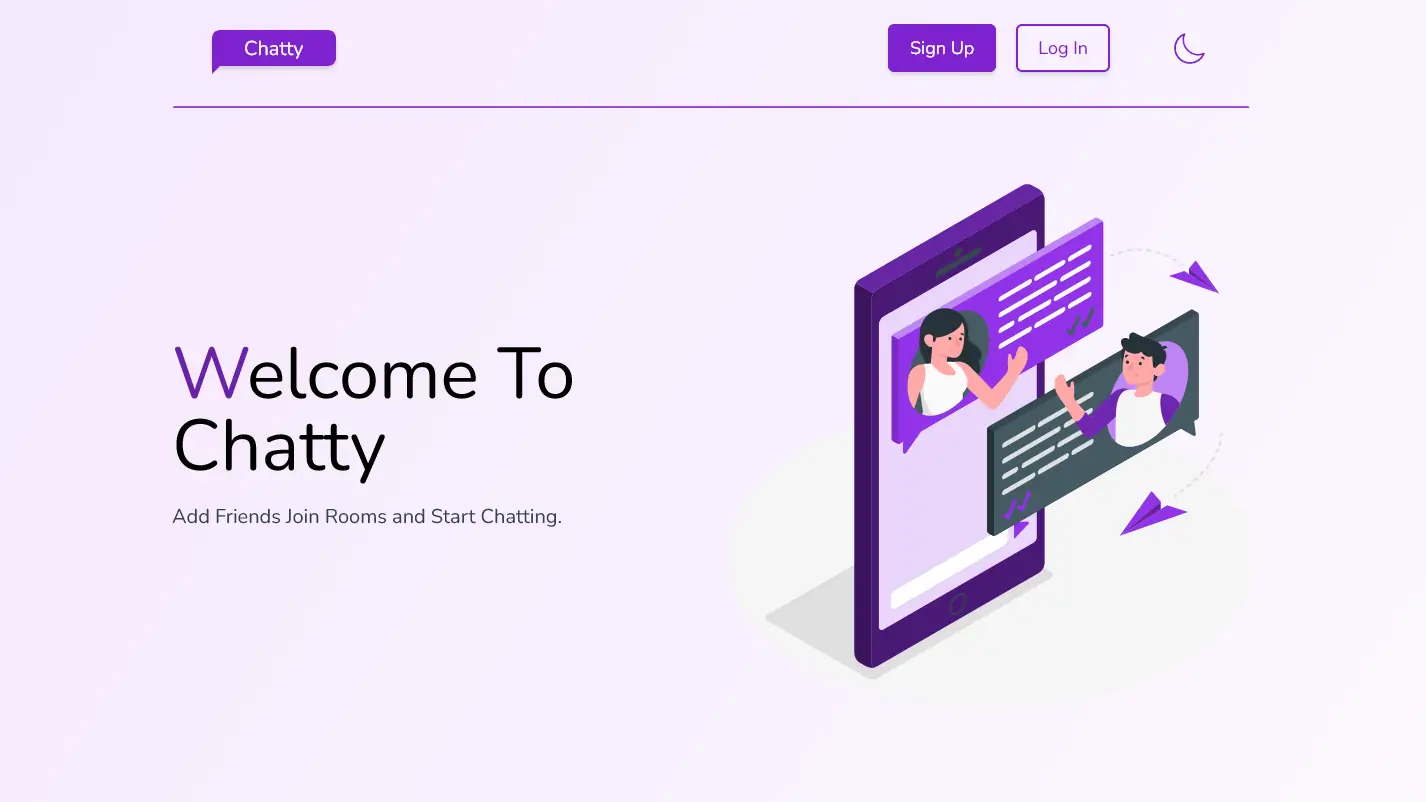 Chatty
Sign Up
Log In
Welcome To
Chatty
Add Friends Join Rooms and Start Chatting.